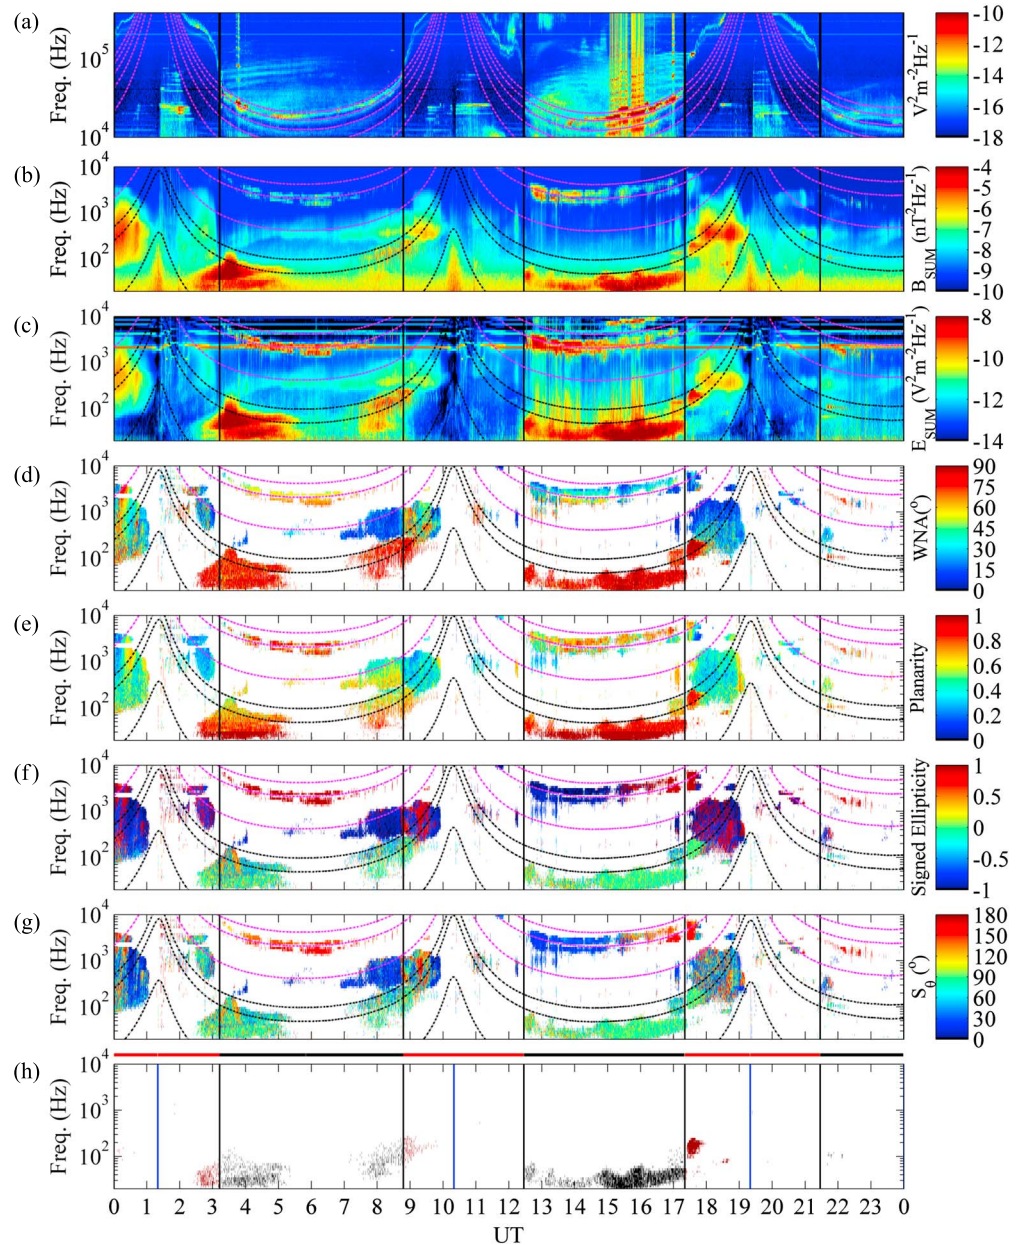 (a)
Freq. (Hz)
10^5
10^4
-10
-12
-14
-16
-18
V^2m^-2Hz^-1
(b)
Freq. (Hz)
10^4
10^3
10^2
-4
-5
-6
-7
-8
-9
-10
B_SUM (nT^2Hz^-1)
(c)
Freq. (Hz)
10^4
10^3
10^2
-8
-10
-12
-14
E_SUM (V^2m^-2Hz^-1)
(d)
Freq. (Hz)
10^4
10^3
10^2
90
75
60
45
30
15
0
WNA(°)
(e)
Freq. (Hz)
10^4
10^3
10^2
1
0.8
0.6
0.4
0.2
0
Planarity
(f)
Freq. (Hz)
10^4
10^3
10^2
1
0.5
0
-0.5
-1
Signed Ellipticity
(g)
Freq. (Hz)
10^4
10^3
10^2
180
150
120
90
60
30
0
S_θ (°)
(h)
Freq. (Hz)
10^4
10^3
10^2
0 1 2 3 4 5 6 7 8 9 10 11 12 13 14 15 16 17 18 19 20 21 22 23 0
UT